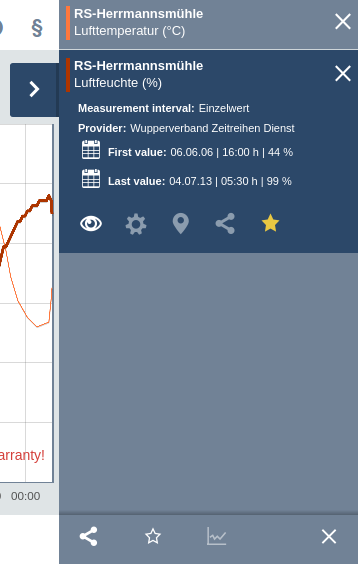 §
RS-Herrmannsmühle
Lufttemperatur (°C)
RS-Herrmannsmühle
Luftfeuchte (%)
Measurement interval: Einzelwert
Provider: Wupperverband Zeitreihen Dienst
First value: 06.06.06 | 16:00 h | 44 %
Last value: 04.07.13 | 05:30 h | 99 %
arranty!
00:00